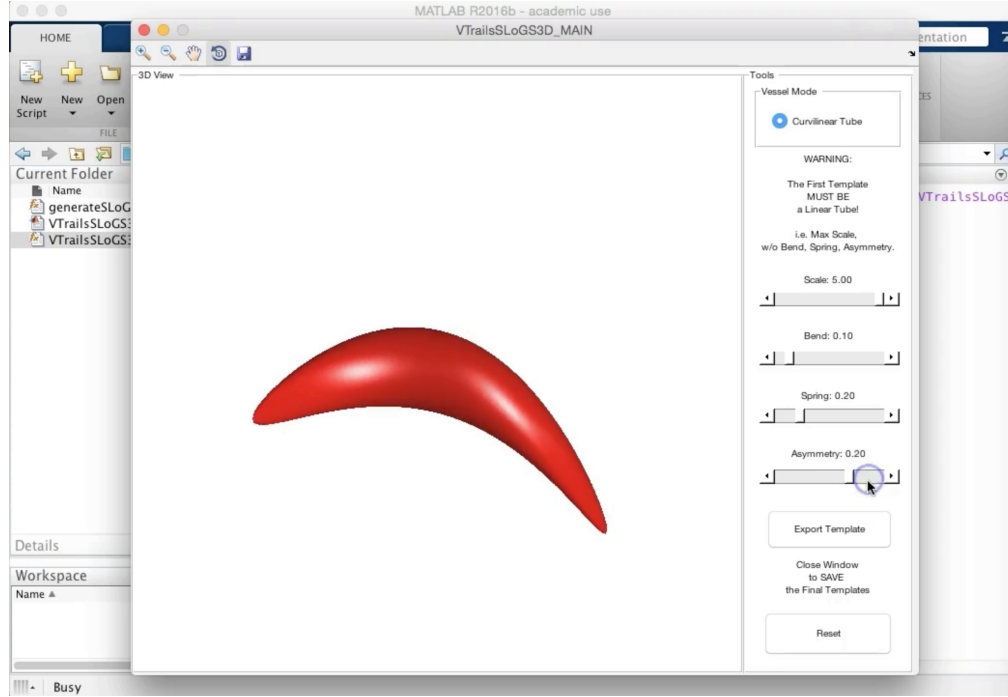 MATLAB R2016b - academic use
HOME
VTrailsSLoGS3D_MAIN
entation
New
Script
New
Open
FILE
CES
Current Folder
Name
generateSLoG
VTrailsSLoGS3
VTrailsSLoGS3
VTrailsSLoGS
Details
Workspace
Name
Busy
3D View
Tools
Vessel Mode
Curvilinear Tube
WARNING:
The First Template
MUST BE
a Linear Tube!
i.e. Max Scale,
w/o Bend, Spring, Asymmetry.
Scale: 5.00
Bend: 0.10
Spring: 0.20
Asymmetry: 0.20
Export Template
Close Window
to SAVE
the Final Templates
Reset